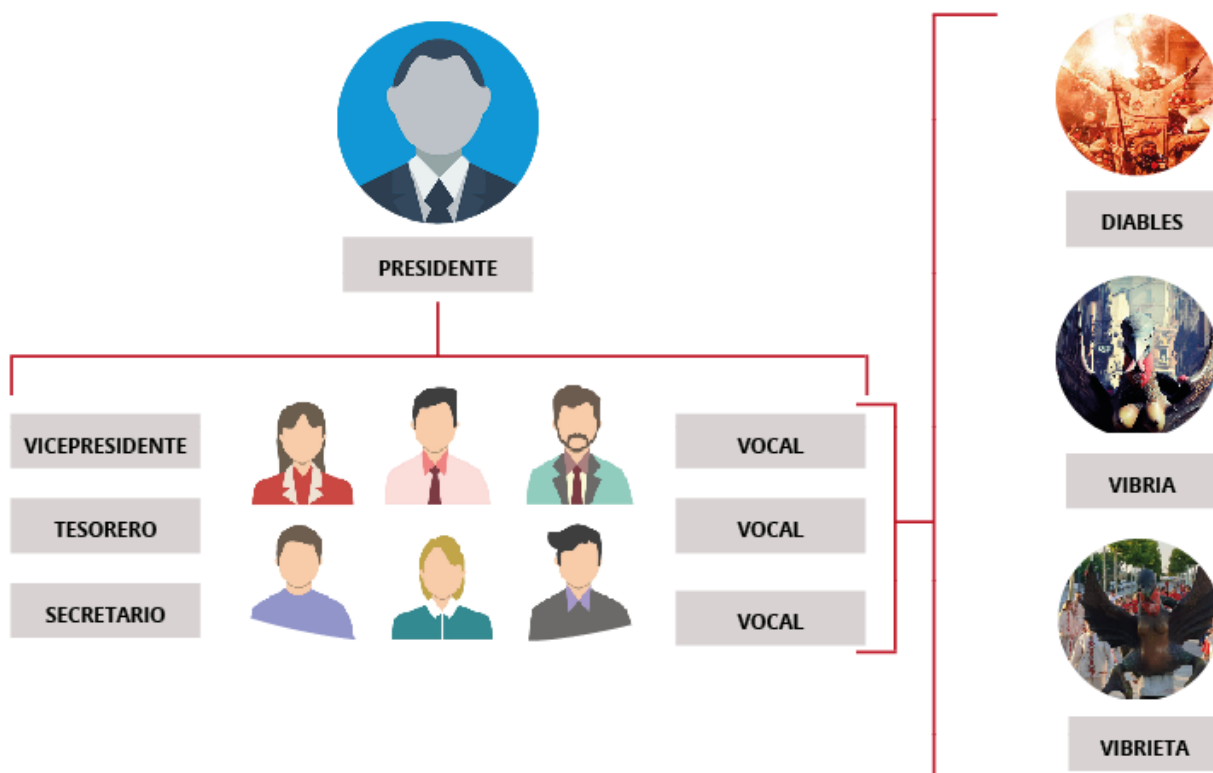 PRESIDENTE
VICEPRESIDENTE
TESORERO
SECRETARIO
VOCAL
VOCAL
VOCAL
DIABLES
VIBRIA
VIBRIETA